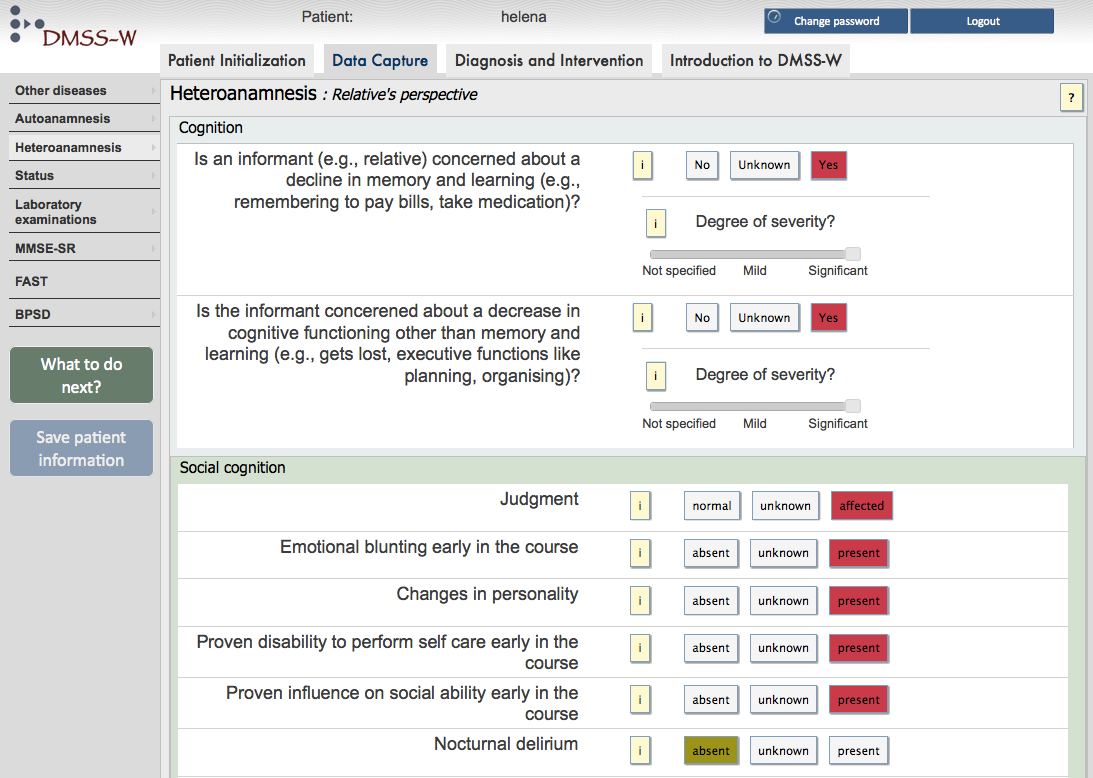 DMSS-W
Patient: helena
Change password
Logout
Patient Initialization
Data Capture
Diagnosis and Intervention
Introduction to DMSS-W
Other diseases
Autoanamnesis
Heteroanamnesis
Status
Laboratory
examinations
MMSE-SR
FAST
BPSD
What to do
next?
Save patient
information
Heteroanamnesis : Relative's perspective
?
Cognition
Is an informant (e.g., relative) concerned about a
decline in memory and learning (e.g.,
remembering to pay bills, take medication)?
i No Unknown Yes
i Degree of severity?
Not specified Mild Significant
Is the informant concerened about a decrease in
cognitive functioning other than memory and
learning (e.g., gets lost, executive functions like
planning, organising)?
i No Unknown Yes
i Degree of severity?
Not specified Mild Significant
Social cognition
Judgment i normal unknown affected
Emotional blunting early in the course i absent unknown present
Changes in personality i absent unknown present
Proven disability to perform self care early in the
course
i absent unknown present
Proven influence on social ability early in the
course
i absent unknown present
Nocturnal delirium i absent unknown present